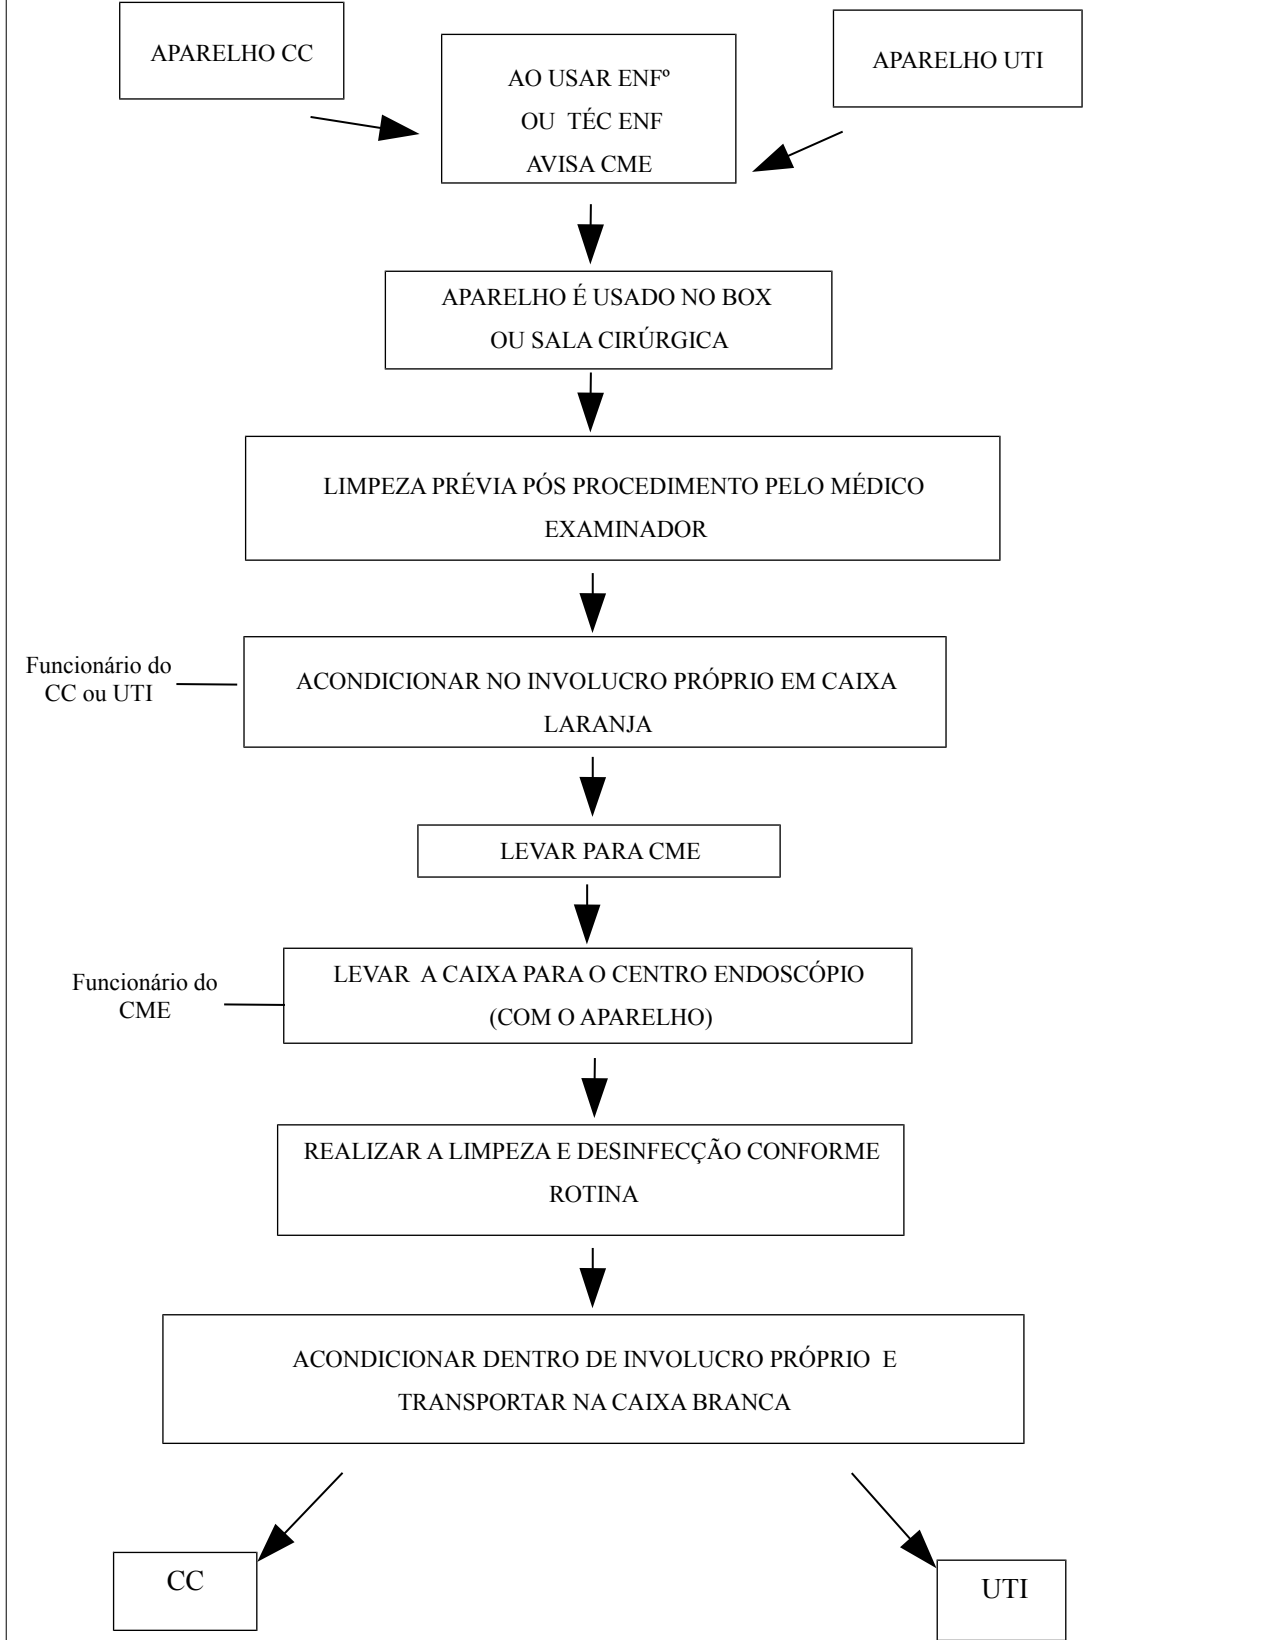 APARELHO CC
AO USAR ENFº
OU TÉC ENF
AVISA CME
APARELHO UTI
APARELHO É USADO NO BOX
OU SALA CIRÚRGICA
LIMPEZA PRÉVIA PÓS PROCEDIMENTO PELO MÉDICO
EXAMINADOR
Funcionário do
CC ou UTI
ACONDICIONAR NO INVOLUCRO PRÓPRIO EM CAIXA
LARANJA
LEVAR PARA CME
Funcionário do
CME
LEVAR A CAIXA PARA O CENTRO ENDOSCÓPIO
(COM O APARELHO)
REALIZAR A LIMPEZA E DESINFECÇÃO CONFORME
ROTINA
ACONDICIONAR DENTRO DE INVOLUCRO PRÓPRIO E
TRANSPORTAR NA CAIXA BRANCA
CC
UTI